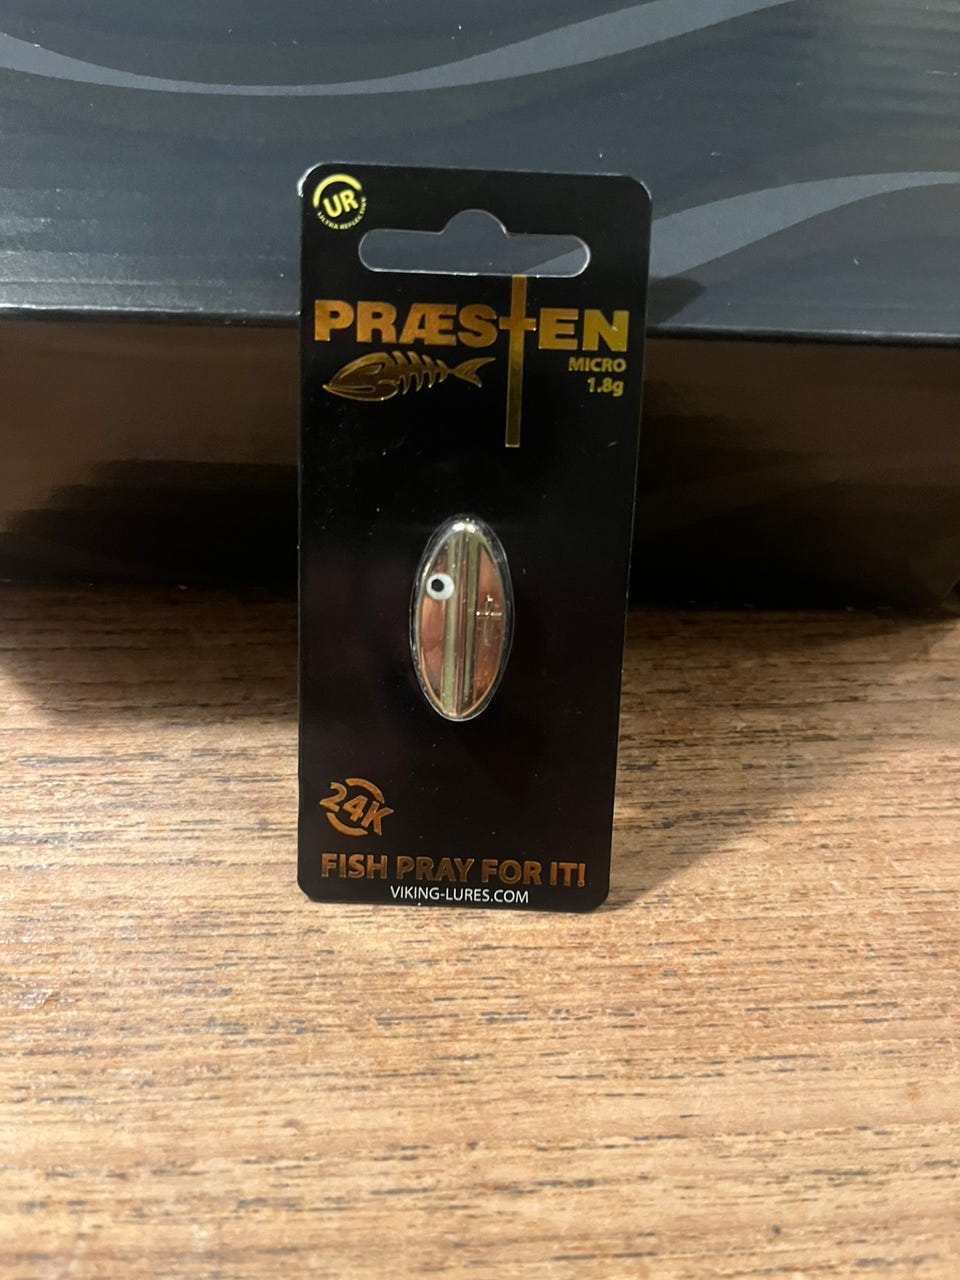 UR
ULTRA REFLECTIVE
PRÆSTEN
MICRO
1.8g
24K
FISH PRAY FOR IT!
VIKING-LURES.COM